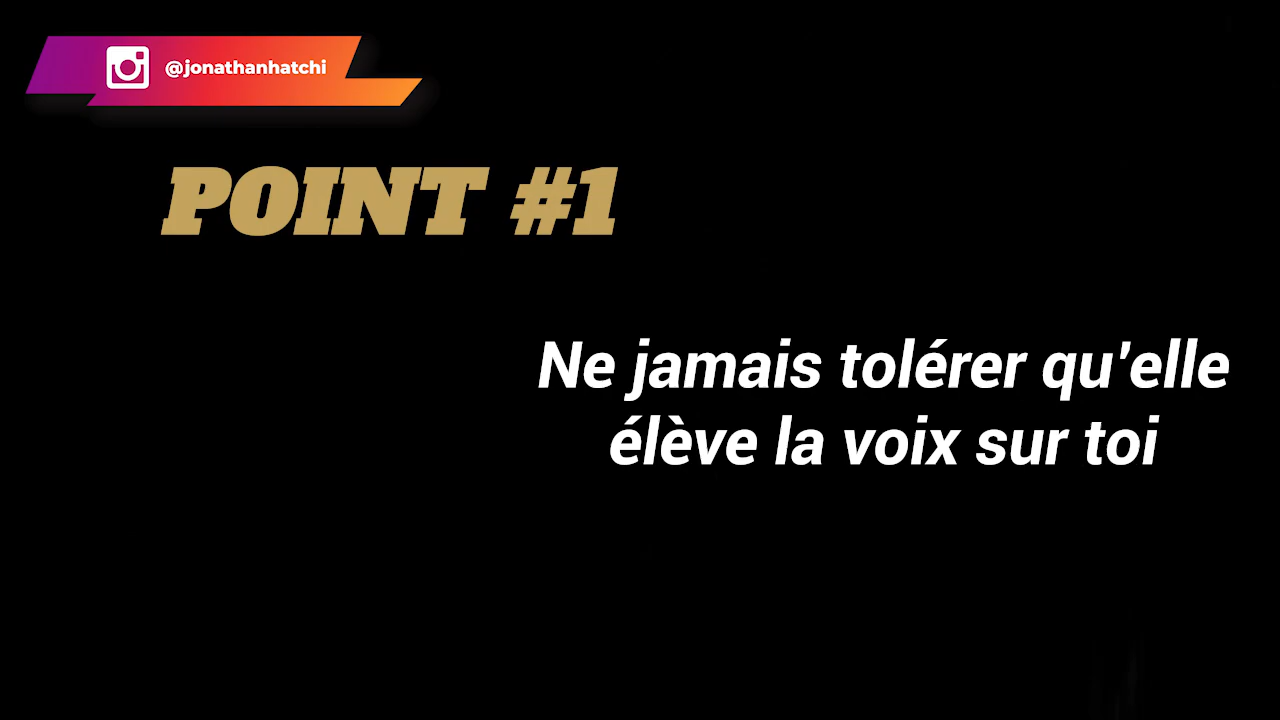 @jonathanhatchi
POINT #1
Ne jamais tolérer qu'elle
élève la voix sur toi